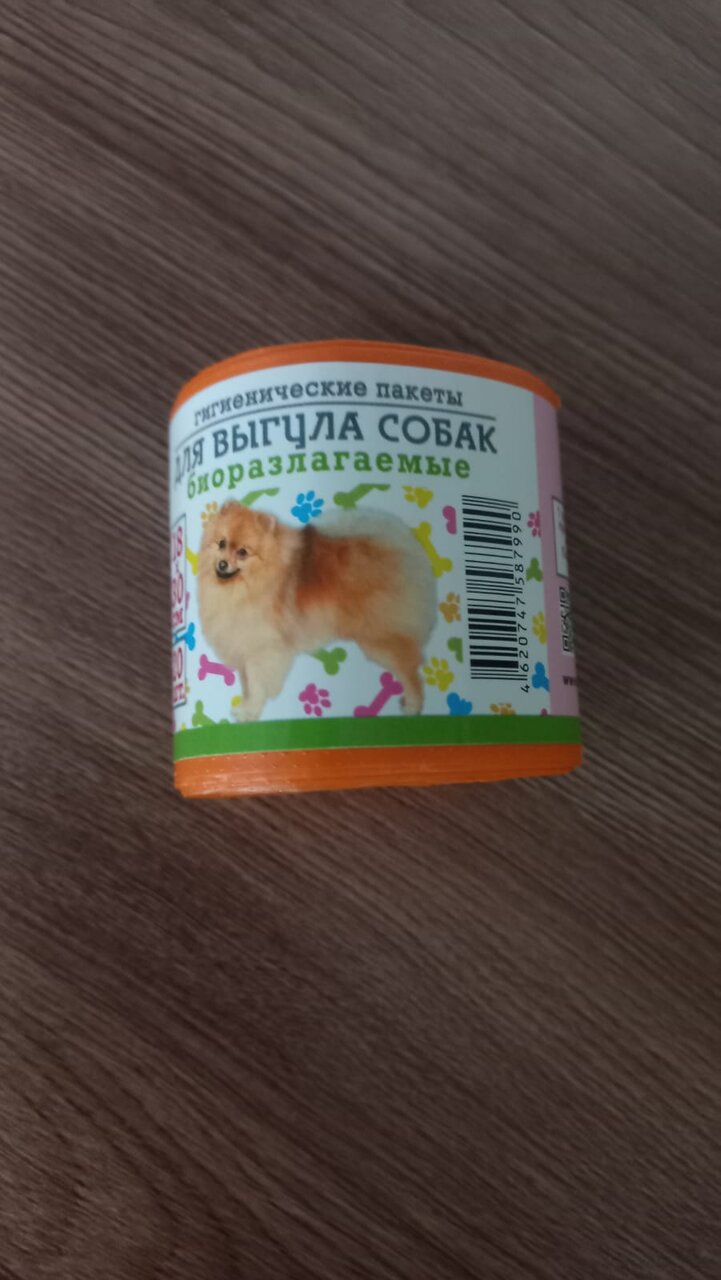 гигиенические пакеты
ДЛЯ ВЫГУЛА СОБАК
биоразлагаемые
4620747587990